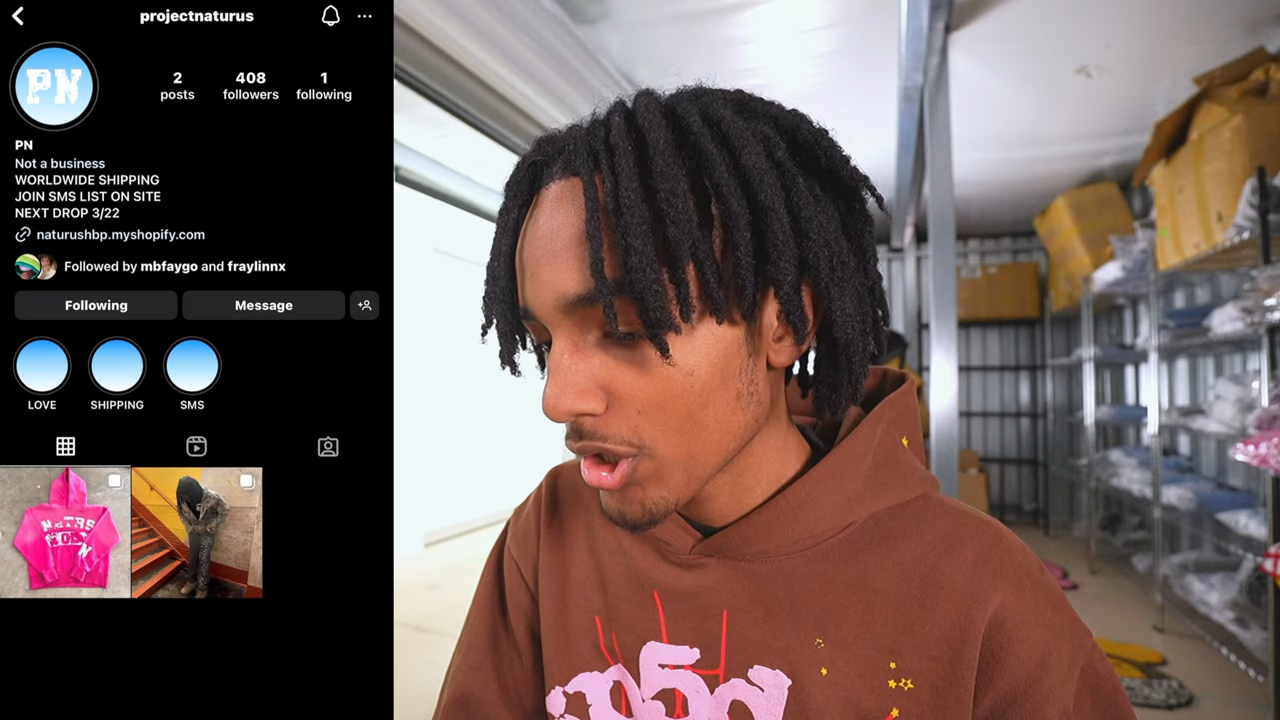 projectnaturus
2 408 1
posts followers following
PN
PN
Not a business
WORLDWIDE SHIPPING
JOIN SMS LIST ON SITE
NEXT DROP 3/22
naturushbp.myshopify.com
Followed by mbfaygo and fraylinnx
Following Message
LOVE SHIPPING SMS
NATRS
N